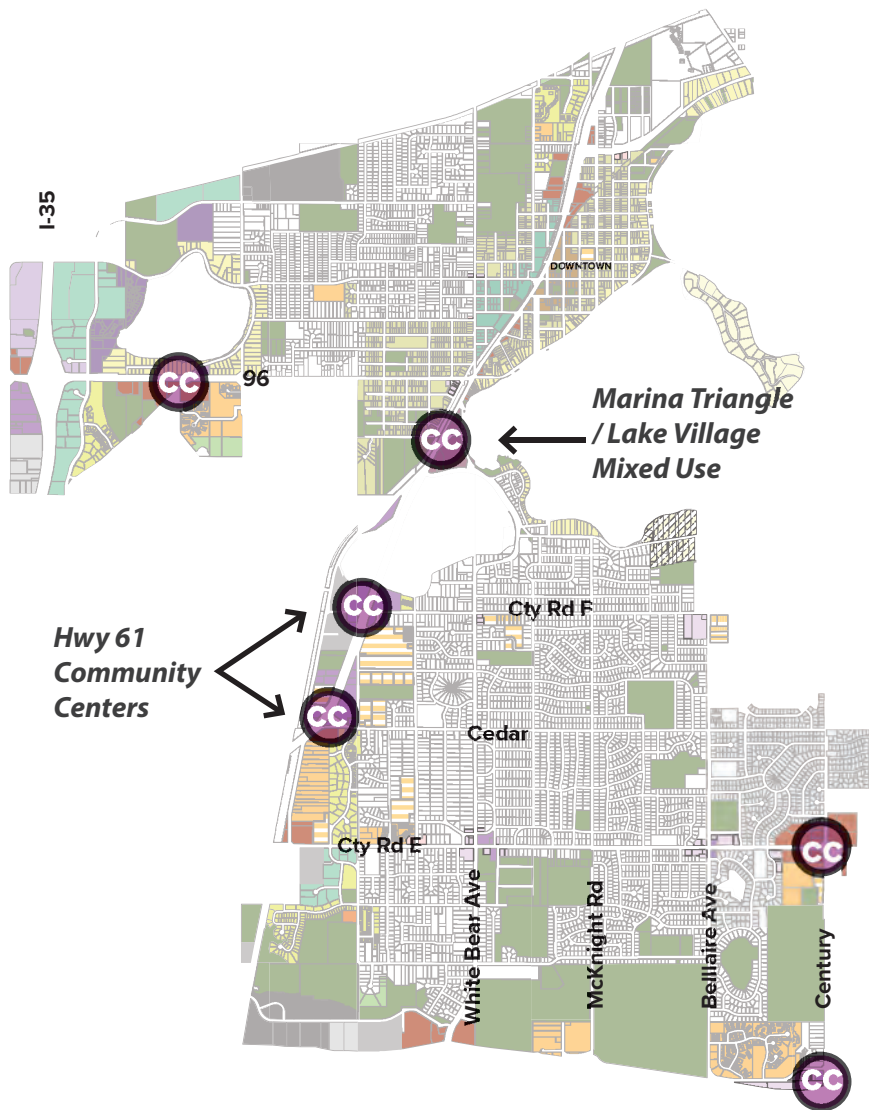 I-35
DOWNTOWN
CC
96
Marina Triangle
/ Lake Village
Mixed Use
CC
CC
Cty Rd F
Hwy 61
Community
Centers
CC
Cedar
Cty Rd E
CC
White Bear Ave
McKnight Rd
Bellaire Ave
Century
CC